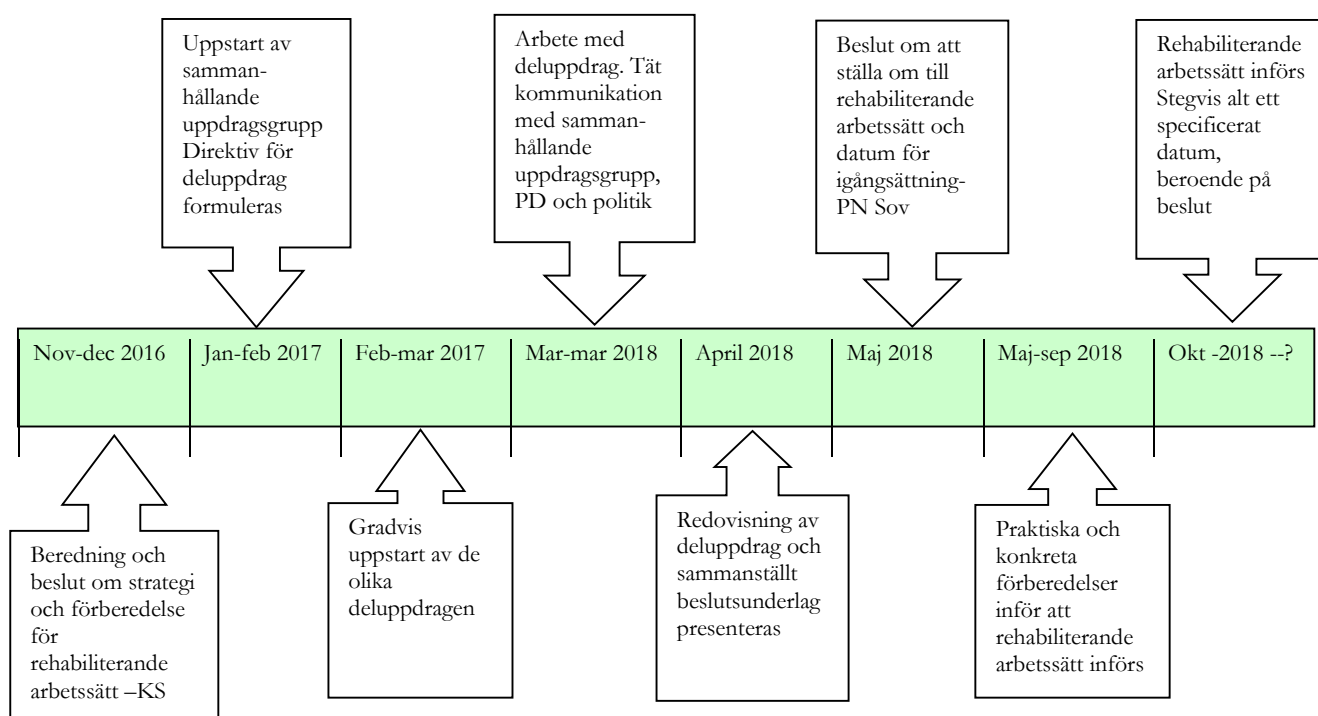 Uppstart av
samman-
hållande
uppdragsgrupp
Direktiv för
deluppdrag
formuleras
Arbete med
deluppdrag. Tät
kommunikation
med samman-
hållande
uppdragsgrupp,
PD och politik
Beslut om att
ställa om till
rehabiliterande
arbetssätt och
datum för
igångsättning-
PN Sov
Rehabiliterande
arbetssätt införs
Stegvis alt ett
specificerat
datum,
beroende på
beslut
Nov-dec 2016
Jan-feb 2017
Feb-mar 2017
Mar-mar 2018
April 2018
Maj 2018
Maj-sep 2018
Okt -2018 --?
Beredning och
beslut om strategi
och förberedelse
för
rehabiliterande
arbetssätt –KS
Gradvis
uppstart av de
olika
deluppdragen
Redovisning av
deluppdrag och
sammanställt
beslutsunderlag
presenteras
Praktiska och
konkreta
förberedelser
inför att
rehabiliterande
arbetssätt införs